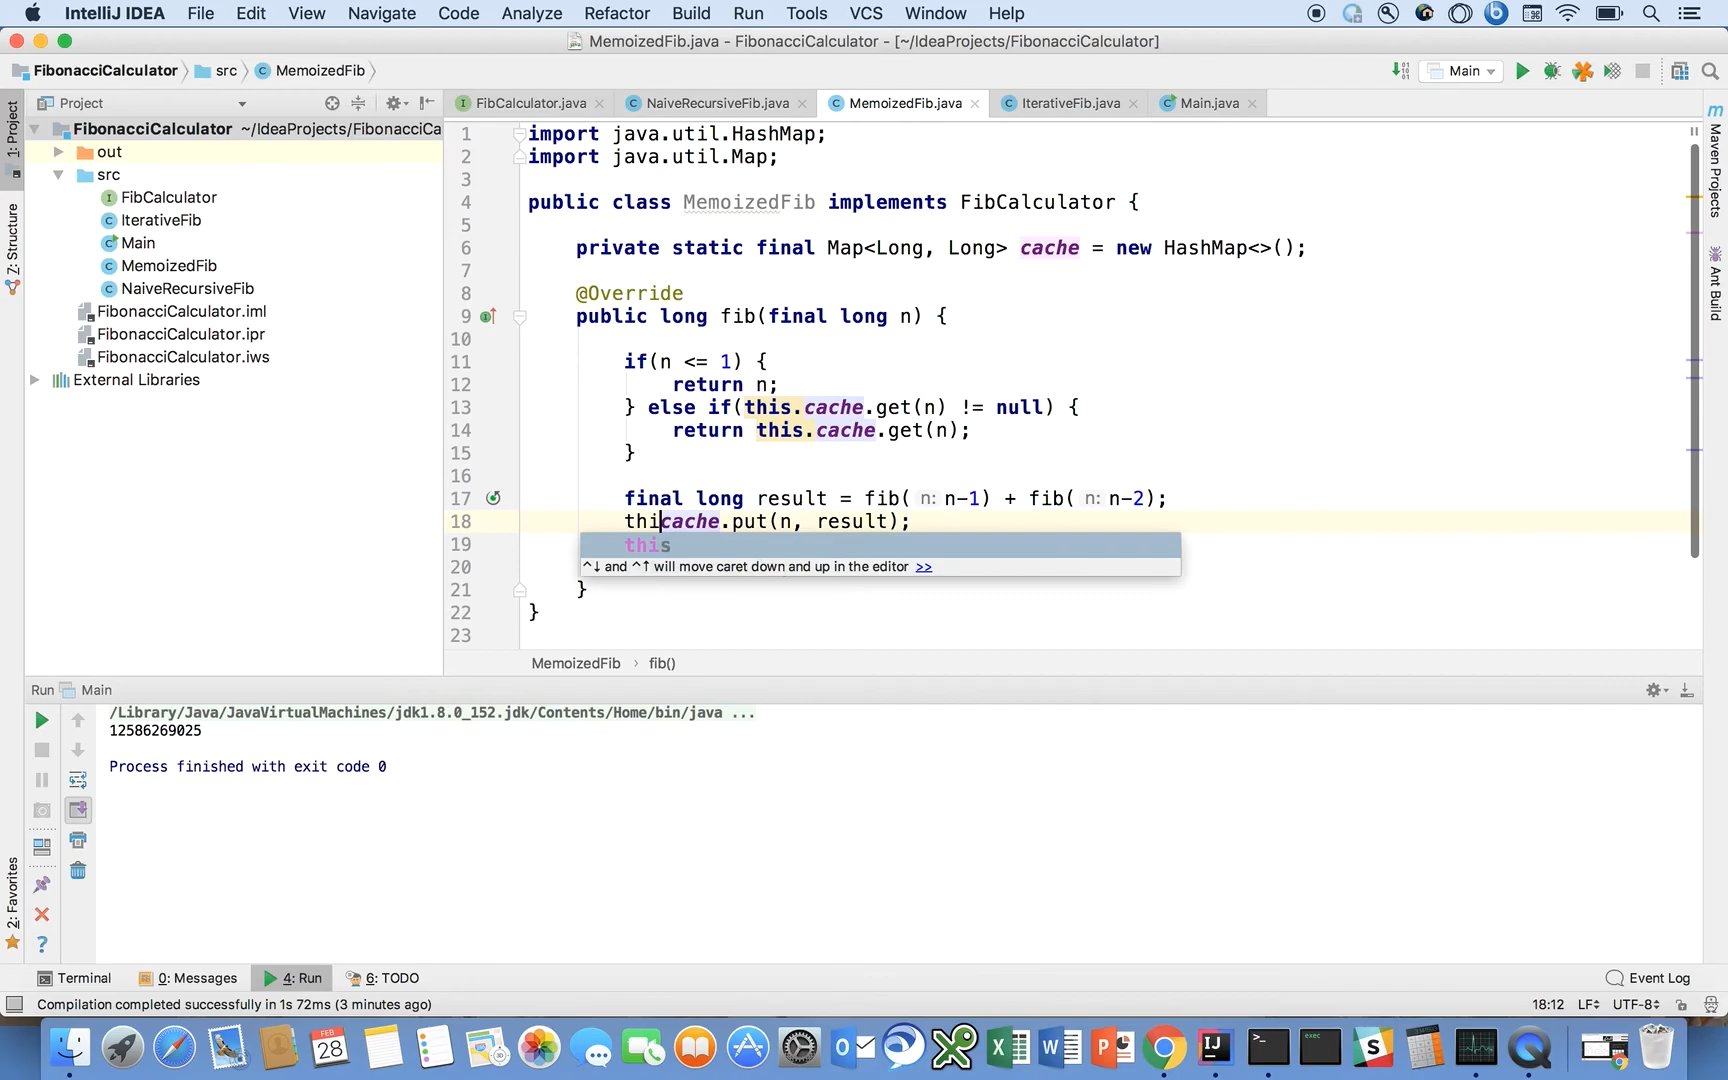 IntelliJ IDEA File Edit View Navigate Code Analyze Refactor Build Run Tools VCS Window Help
MemoizedFib.java - FibonacciCalculator - [~/IdeaProjects/FibonacciCalculator]
FibonacciCalculator src MemoizedFib Main
Project
FibCalculator.java NaiveRecursiveFib.java MemoizedFib.java IterativeFib.java Main.java
1: Project
7: Structure
2: Favorites
FibonacciCalculator ~/IdeaProjects/FibonacciCa
out
src
FibCalculator
IterativeFib
Main
MemoizedFib
NaiveRecursiveFib
FibonacciCalculator.iml
FibonacciCalculator.ipr
FibonacciCalculator.iws
External Libraries
1 import java.util.HashMap;
2 import java.util.Map;
3
4 public class MemoizedFib implements FibCalculator {
5
6 private static final Map<Long, Long> cache = new HashMap<>();
7
8 @Override
9 public long fib(final long n) {
10
11 if(n <= 1) {
12 return n;
13 } else if(this.cache.get(n) != null) {
14 return this.cache.get(n);
15 }
16
17 final long result = fib( n: n-1) + fib( n: n-2);
18 thicache.put(n, result);
19 this
20 ^↓ and ^↑ will move caret down and up in the editor >>
21 }
22 }
23
MemoizedFib › fib()
Maven Projects
Ant Build
Run Main
/Library/Java/JavaVirtualMachines/jdk1.8.0_152.jdk/Contents/Home/bin/java ...
12586269025
Process finished with exit code 0
Terminal 0: Messages 4: Run 6: TODO Event Log
Compilation completed successfully in 1s 72ms (3 minutes ago) 18:12 LF UTF-8
FEB
28